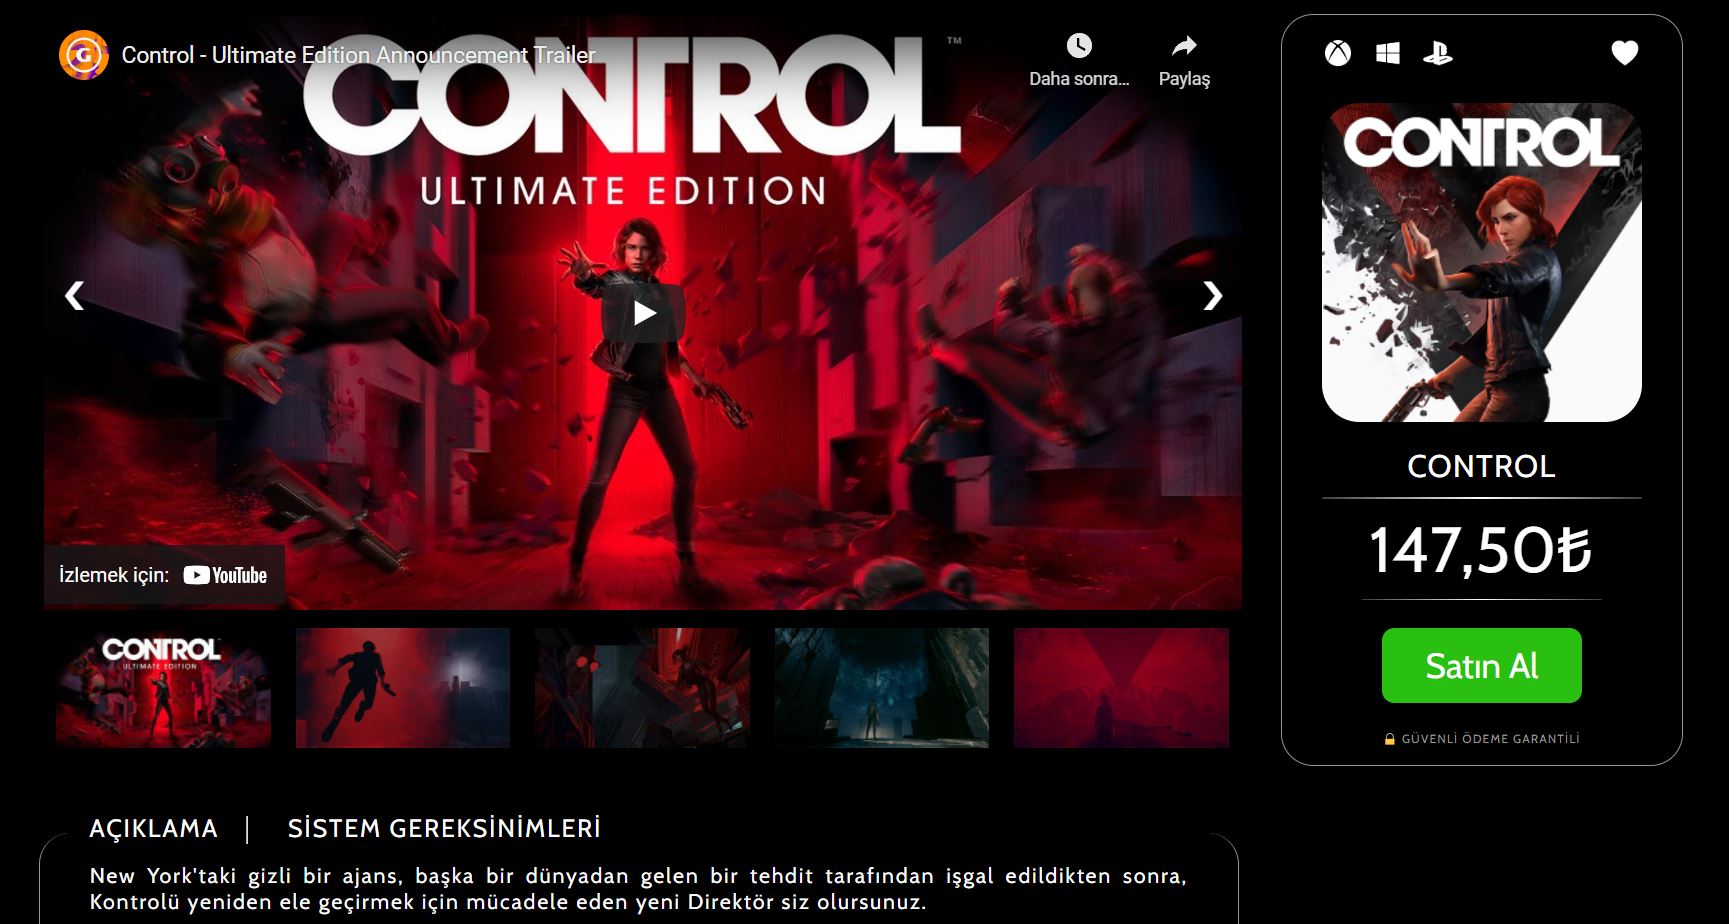 Control - Ultimate Edition Announcement Trailer
Daha sonra...
Paylaş
CONTROL™
ULTIMATE EDITION
İzlemek için: YouTube
CONTROL
ULTIMATE EDITION
CONTROL
CONTROL
147,50₺
Satın Al
GÜVENLİ ÖDEME GARANTİLİ
AÇIKLAMA | SİSTEM GEREKSİNİMLERİ
New York'taki gizli bir ajans, başka bir dünyadan gelen bir tehdit tarafından işgal edildikten sonra,
Kontrolü yeniden ele geçirmek için mücadele eden yeni Direktör siz olursunuz.